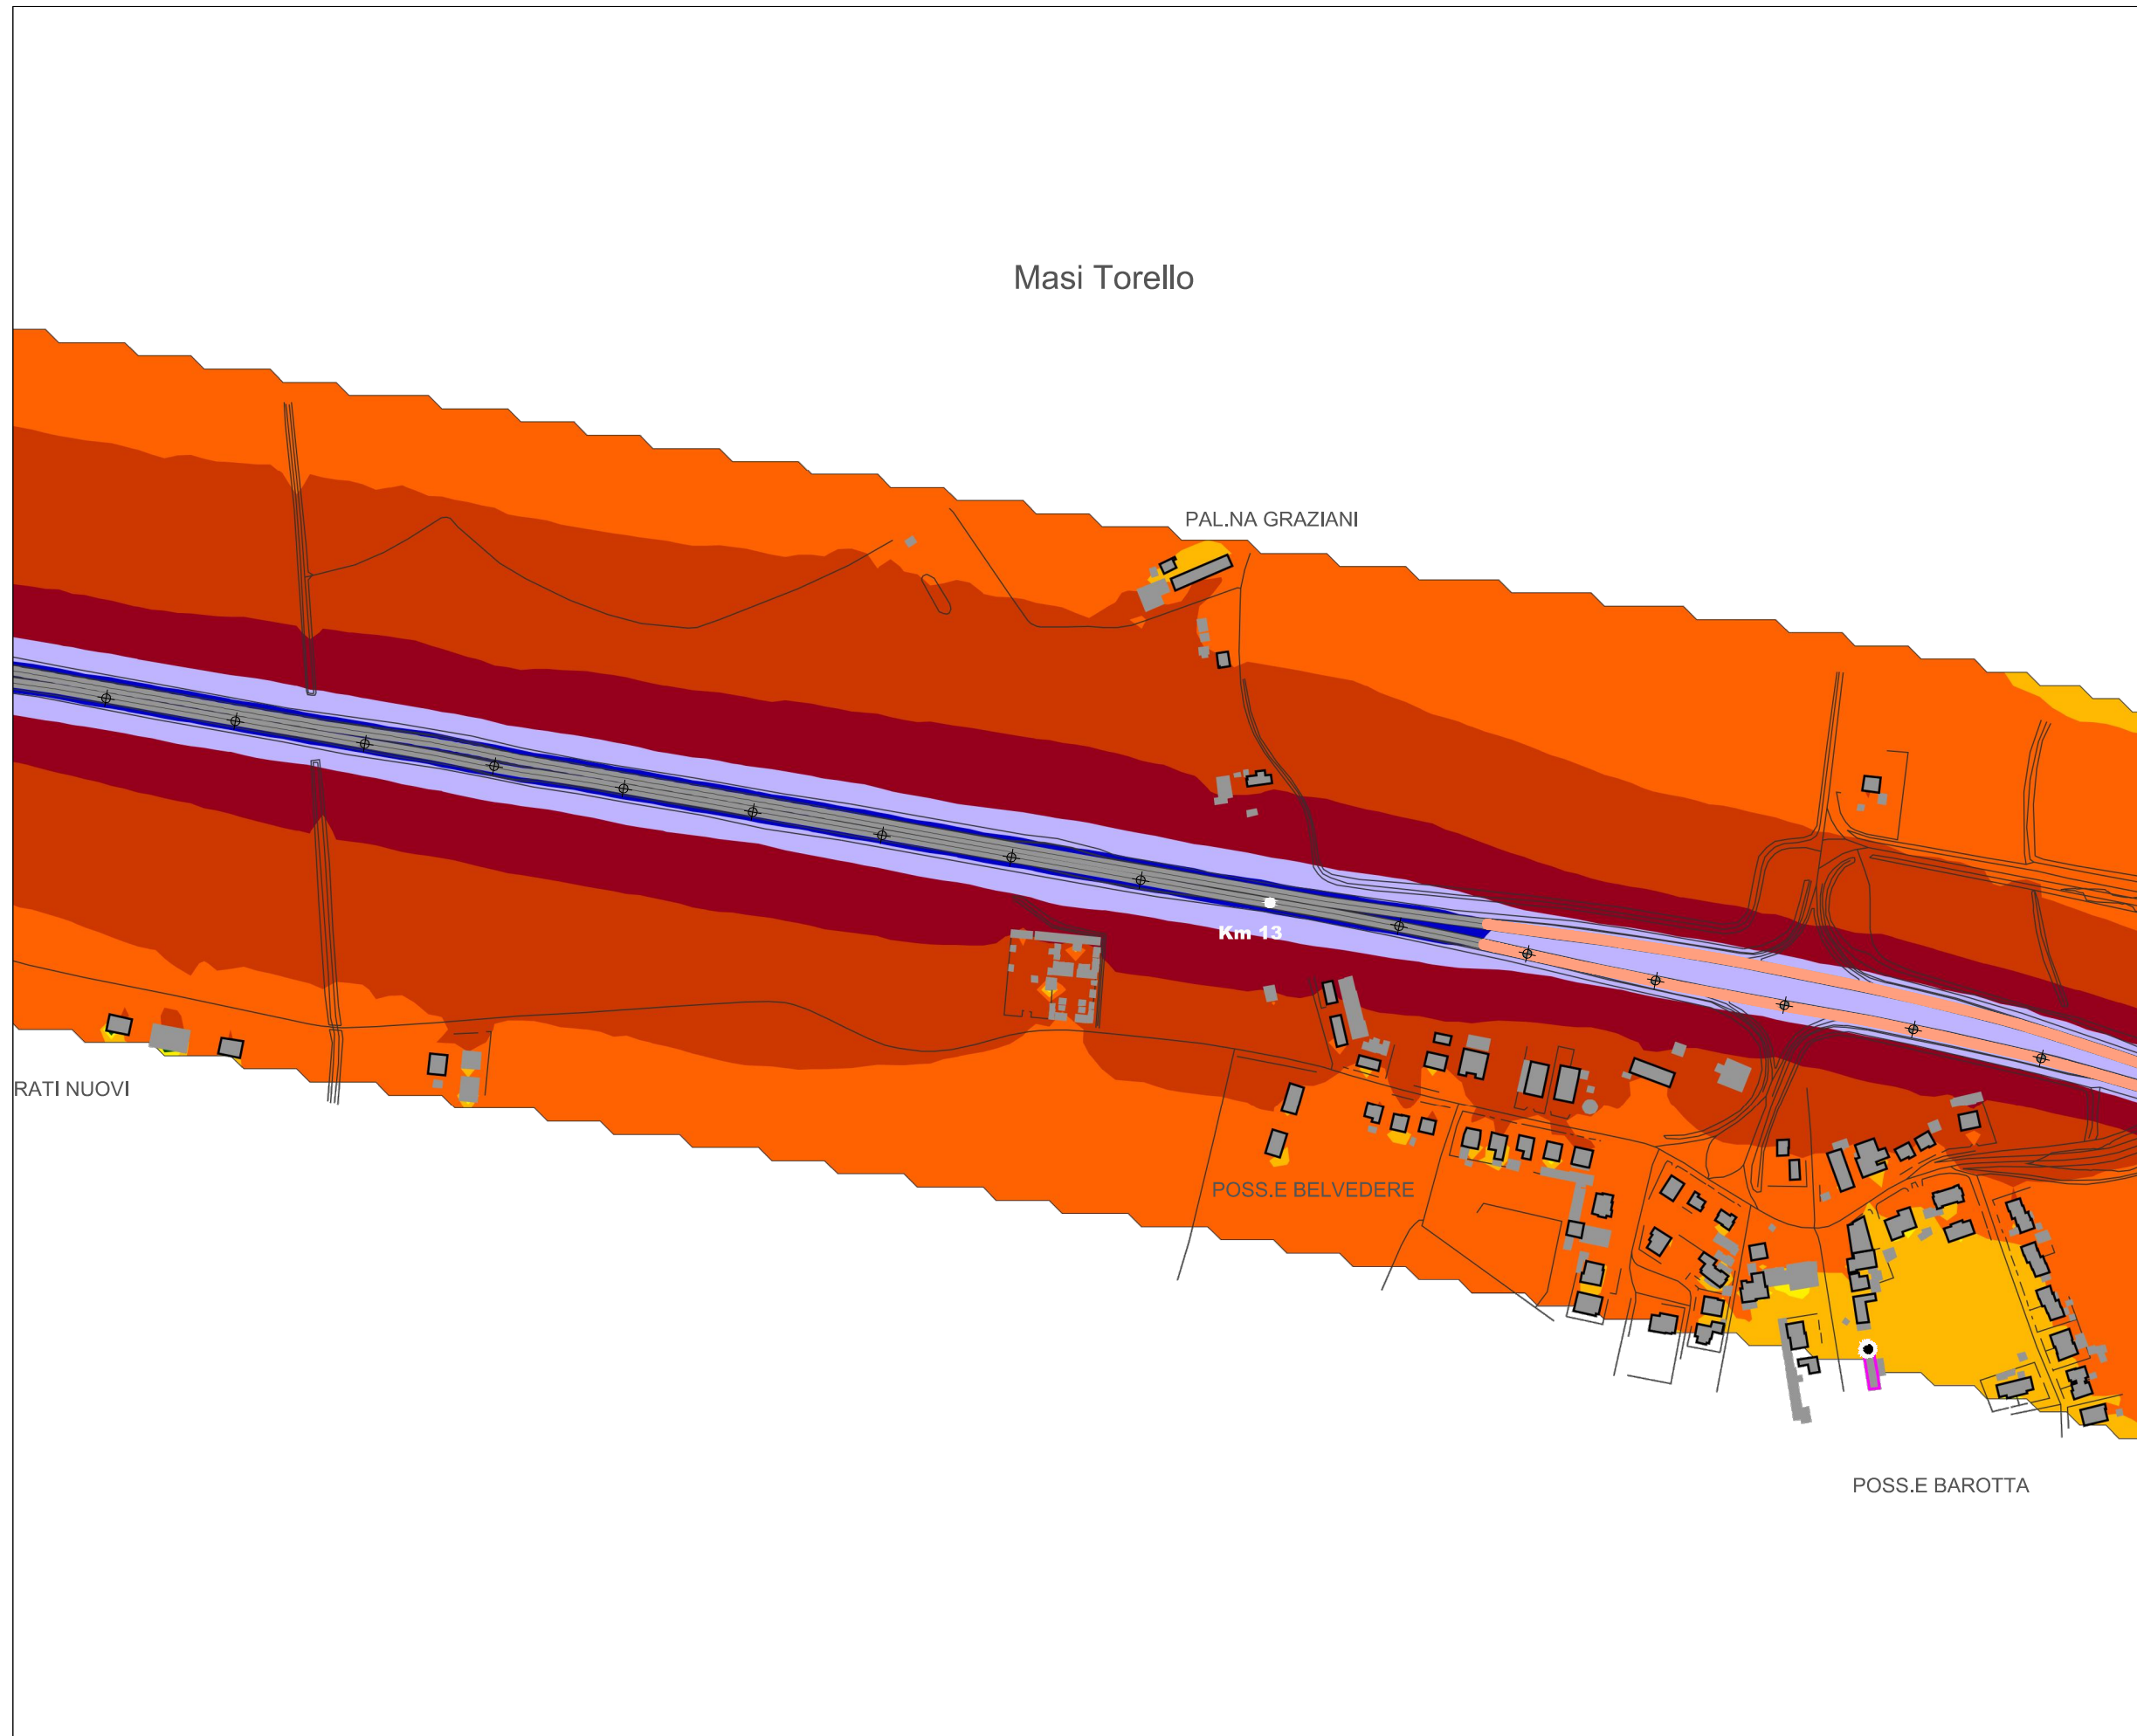 Masi Torello
PAL.NA GRAZIANI
Km 13
RATI NUOVI
POSS.E BELVEDERE
POSS.E BAROTTA